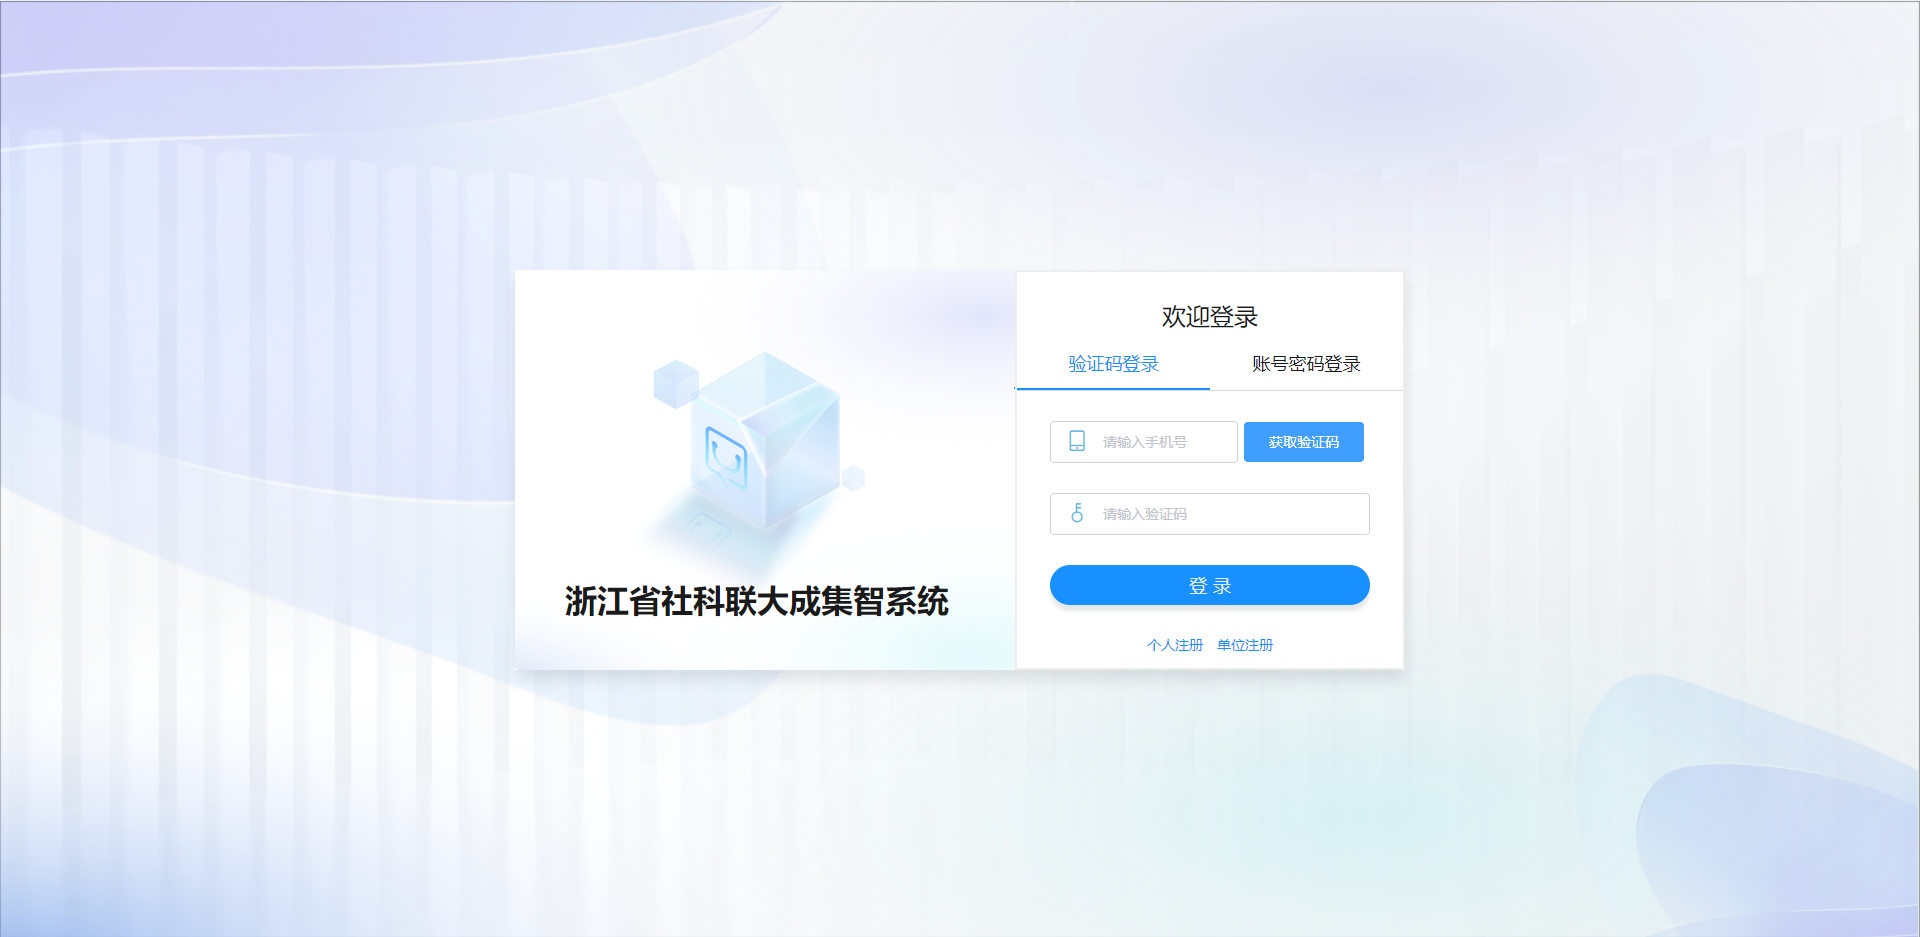 浙江省社科联大成集智系统
欢迎登录
验证码登录 账号密码登录
请输入手机号 获取验证码
请输入验证码
登 录
个人注册 单位注册